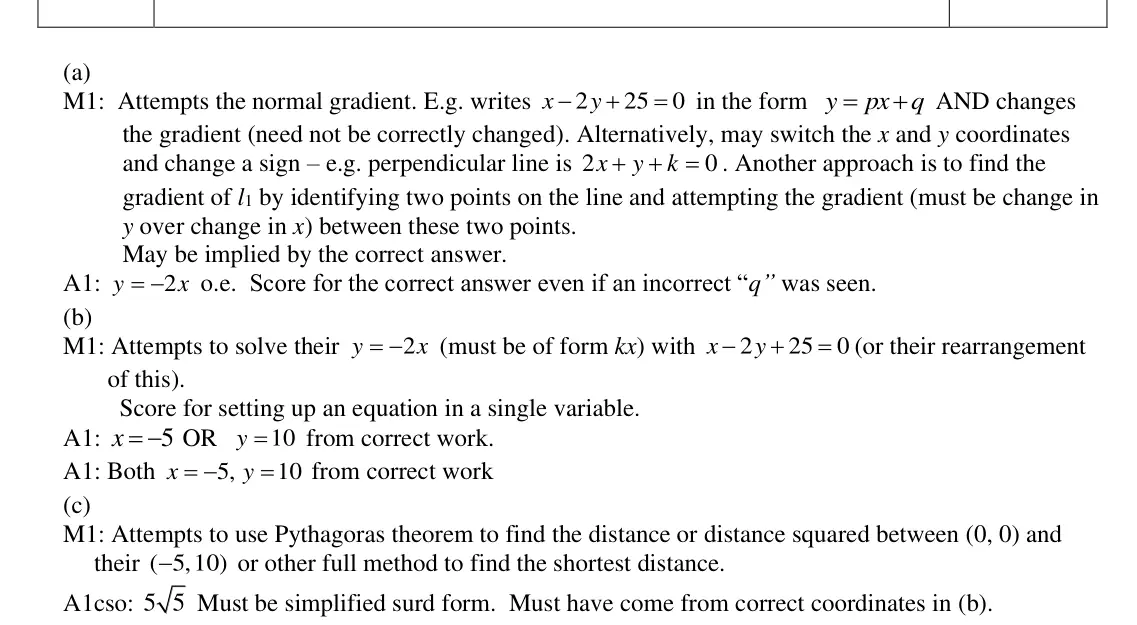 (a)
M1: Attempts the normal gradient. E.g. writes x − 2y + 25 = 0 in the form y = px + q AND changes
the gradient (need not be correctly changed). Alternatively, may switch the x and y coordinates
and change a sign – e.g. perpendicular line is 2x + y + k = 0. Another approach is to find the
gradient of l₁ by identifying two points on the line and attempting the gradient (must be change in
y over change in x) between these two points.
May be implied by the correct answer.
A1: y = −2x o.e. Score for the correct answer even if an incorrect “q” was seen.
(b)
M1: Attempts to solve their y = −2x (must be of form kx) with x − 2y + 25 = 0 (or their rearrangement
of this).
Score for setting up an equation in a single variable.
A1: x = −5 OR y = 10 from correct work.
A1: Both x = −5, y = 10 from correct work
(c)
M1: Attempts to use Pythagoras theorem to find the distance or distance squared between (0, 0) and
their (−5, 10) or other full method to find the shortest distance.
A1cso: 5√5 Must be simplified surd form. Must have come from correct coordinates in (b).